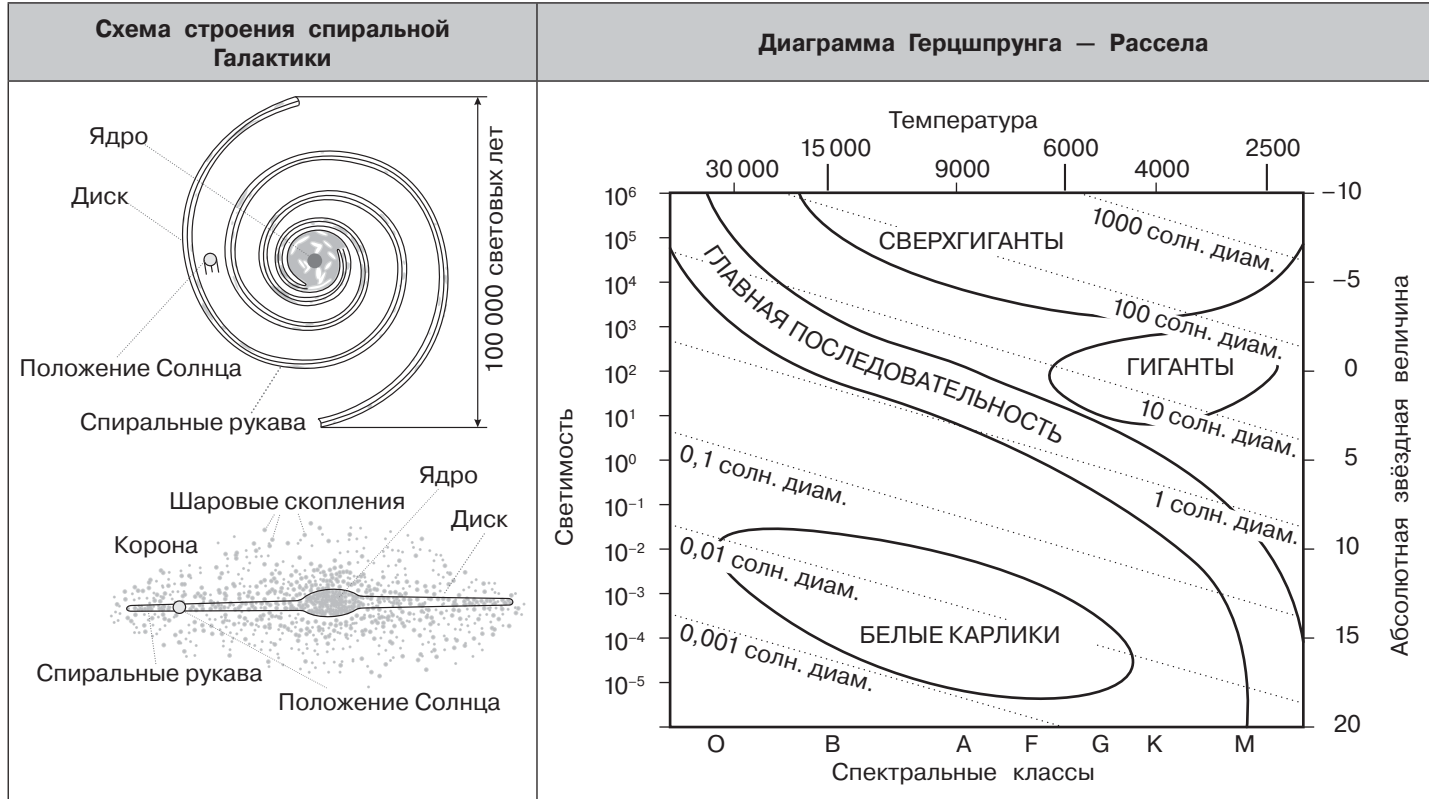 Схема строения спиральной
Галактики
Диаграмма Герцшпрунга — Рассела
Ядро
Диск
Положение Солнца
Спиральные рукава
100 000 световых лет
Ядро
Шаровые скопления
Диск
Корона
Спиральные рукава
Положение Солнца
Температура
30 000 15 000 9000 6000 4000 2500
Светимость
10⁶
10⁵
10⁴
10³
10²
10¹
10⁰
10⁻¹
10⁻²
10⁻³
10⁻⁴
10⁻⁵
СВЕРХГИГАНТЫ
1000 солн. диам.
ГЛАВНАЯ ПОСЛЕДОВАТЕЛЬНОСТЬ
100 солн. диам.
ГИГАНТЫ
10 солн. диам.
0,1 солн. диам.
1 солн. диам.
0,01 солн. диам.
БЕЛЫЕ КАРЛИКИ
0,001 солн. диам.
−10
−5
0
5
10
15
20
Абсолютная звёздная величина
O B A F G K M
Спектральные классы